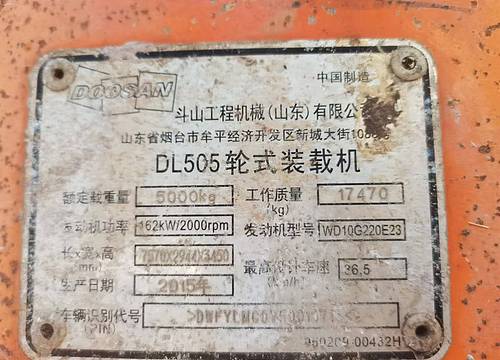 DOOSAN
中国制造
斗山工程机械(山东)有限公
山东省烟台市牟平经济开发区新城大街
DL505轮式装载机
额定载重量 5000kg 工作质量(kg) 17470
发动机功率 162kW/2000rpm 发动机型号 WD10G220E23
长x宽x高(mm) 7570X2944X3450 最高设计车速(km/h) 36.5
生产日期 2015年
车辆识别代号(PIN)
950209-00432H